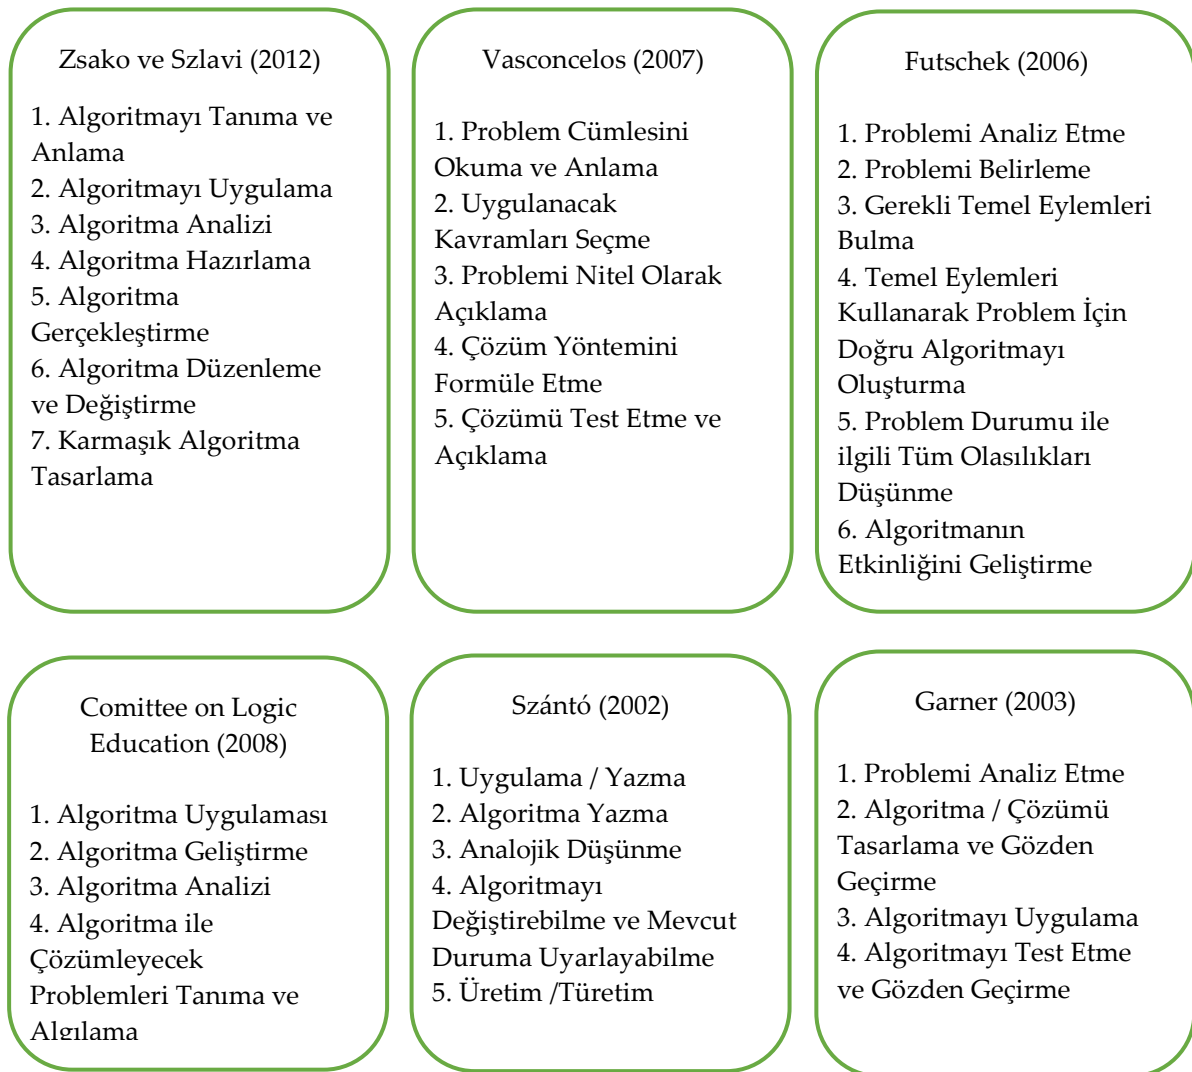 Zsako ve Szlavi (2012)
1. Algoritmayı Tanıma ve
Anlama
2. Algoritmayı Uygulama
3. Algoritma Analizi
4. Algoritma Hazırlama
5. Algoritma
Gerçekleştirme
6. Algoritma Düzenleme
ve Değiştirme
7. Karmaşık Algoritma
Tasarlama
Vasconcelos (2007)
1. Problem Cümlesini
Okuma ve Anlama
2. Uygulanacak
Kavramları Seçme
3. Problemi Nitel Olarak
Açıklama
4. Çözüm Yöntemini
Formüle Etme
5. Çözümü Test Etme ve
Açıklama
Futschek (2006)
1. Problemi Analiz Etme
2. Problemi Belirleme
3. Gerekli Temel Eylemleri
Bulma
4. Temel Eylemleri
Kullanarak Problem İçin
Doğru Algoritmayı
Oluşturma
5. Problem Durumu ile
ilgili Tüm Olasılıkları
Düşünme
6. Algoritmanın
Etkinliğini Geliştirme
Comittee on Logic
Education (2008)
1. Algoritma Uygulaması
2. Algoritma Geliştirme
3. Algoritma Analizi
4. Algoritma ile
Çözümleyecek
Problemleri Tanıma ve
Algılama
Szántó (2002)
1. Uygulama / Yazma
2. Algoritma Yazma
3. Analojik Düşünme
4. Algoritmayı
Değiştirebilme ve Mevcut
Duruma Uyarlayabilme
5. Üretim /Türetim
Garner (2003)
1. Problemi Analiz Etme
2. Algoritma / Çözümü
Tasarlama ve Gözden
Geçirme
3. Algoritmayı Uygulama
4. Algoritmayı Test Etme
ve Gözden Geçirme